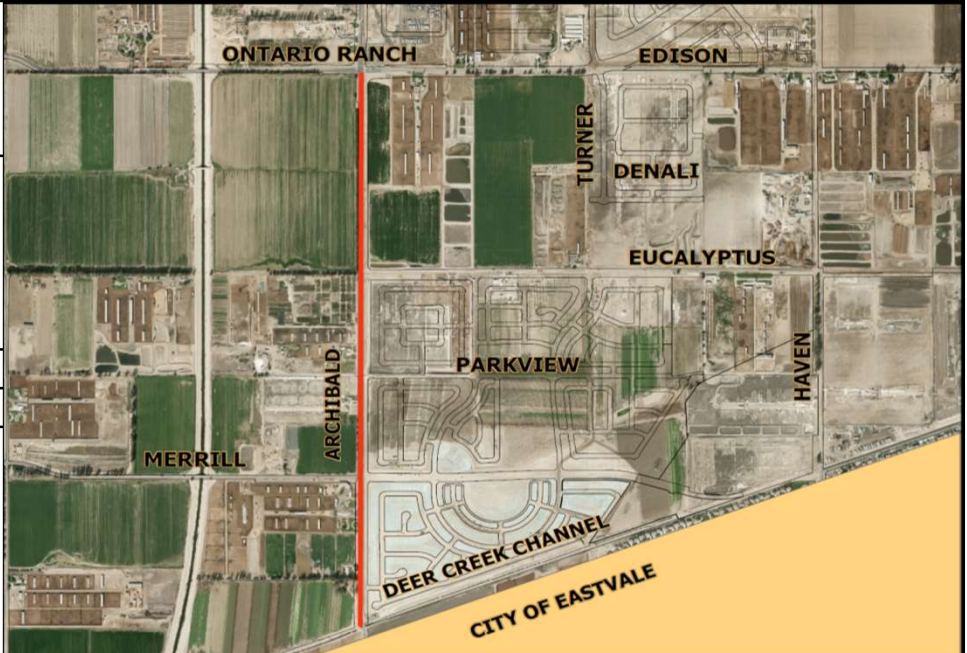 ONTARIO RANCH
EDISON
TURNER
DENALI
EUCALYPTUS
ARCHIBALD
PARKVIEW
HAVEN
MERRILL
DEER CREEK CHANNEL
CITY OF EASTVALE